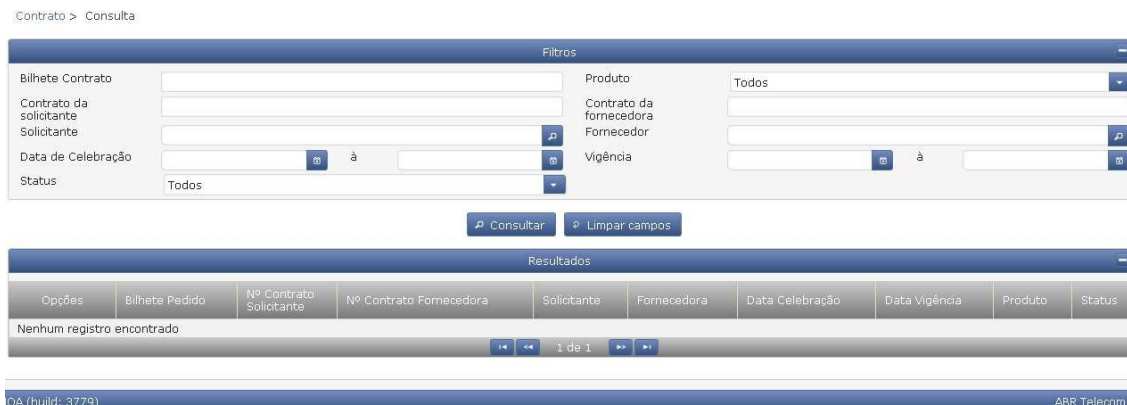 Contrato > Consulta
Filtros
Bilhete Contrato
Produto
Todos
Contrato da
solicitante
Contrato da
fornecedora
Solicitante
Fornecedor
Data de Celebração
à
Vigência
à
Status
Todos
Consultar
Limpar campos
Resultados
Opções
Bilhete Pedido
Nº Contrato
Solicitante
Nº Contrato Fornecedora
Solicitante
Fornecedora
Data Celebração
Data Vigência
Produto
Status
Nenhum registro encontrado
1 de 1
(build: 3779)
ABR Telecom